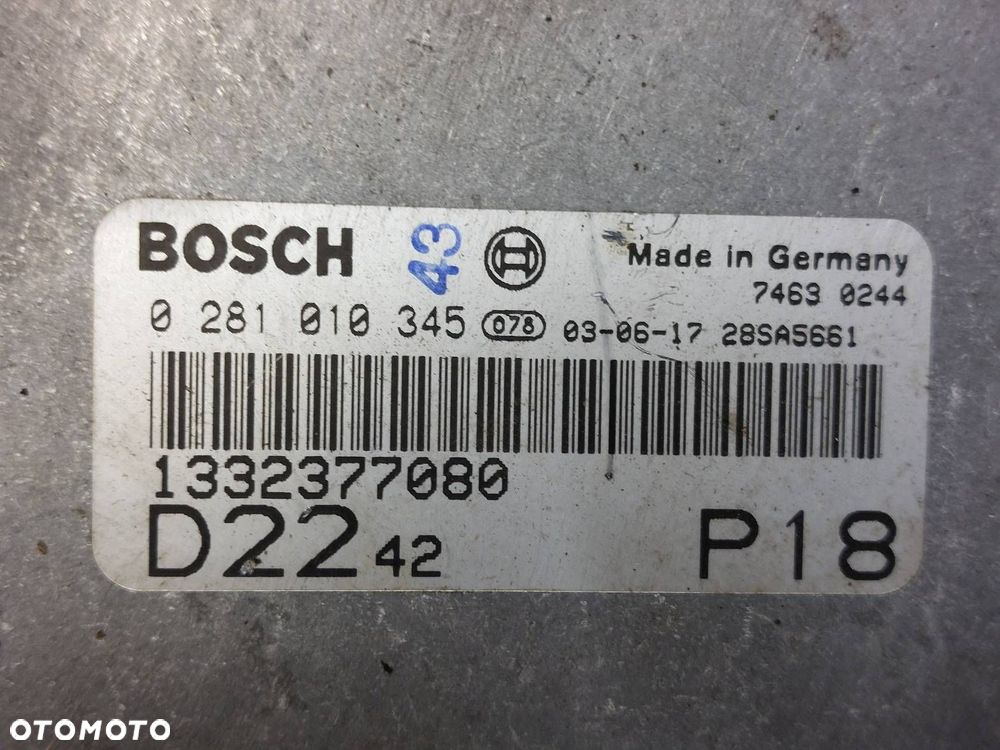 BOSCH 43 Made in Germany
7463 0244
0 281 010 345 078 03-06-17 28SA5661
1332377080
D22 42 P18
OTOMOTO